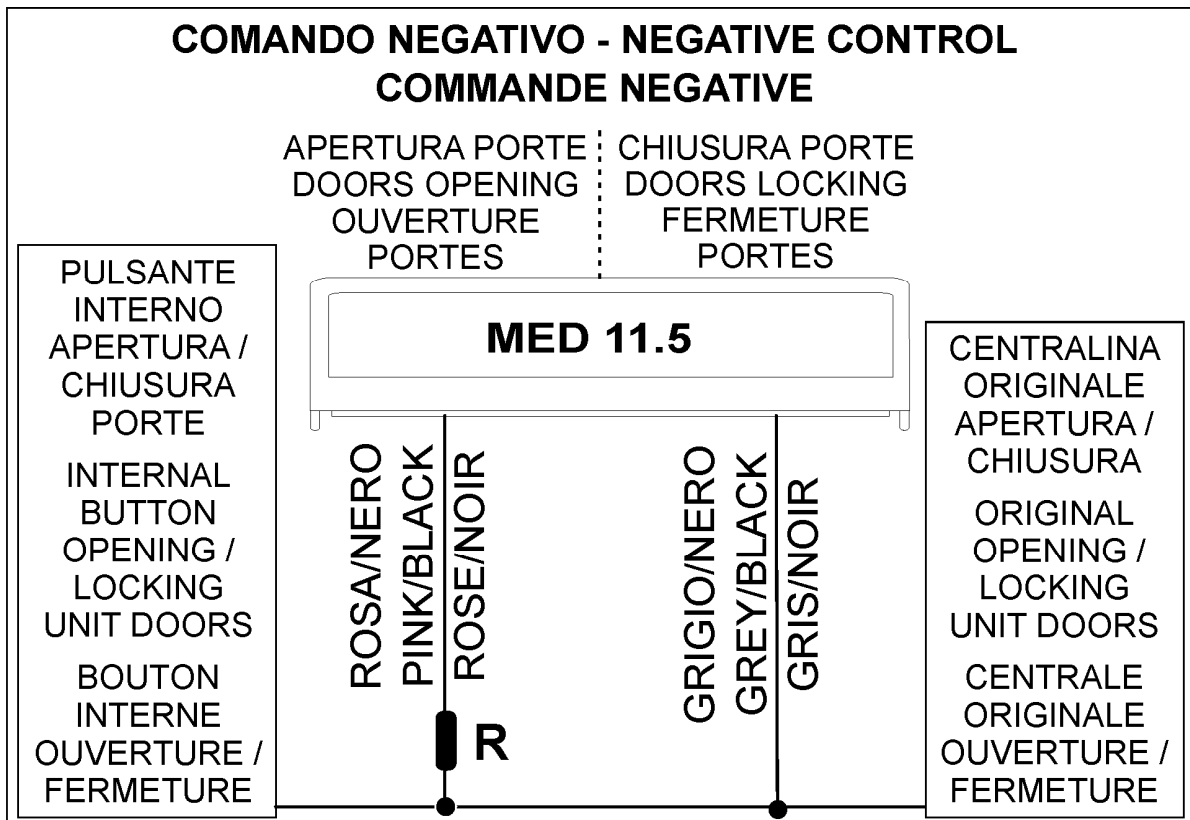 COMANDO NEGATIVO - NEGATIVE CONTROL
COMMANDE NEGATIVE
APERTURA PORTE
DOORS OPENING
OUVERTURE
PORTES
CHIUSURA PORTE
DOORS LOCKING
FERMETURE
PORTES
PULSANTE
INTERNO
APERTURA /
CHIUSURA
PORTE
INTERNAL
BUTTON
OPENING /
LOCKING
UNIT DOORS
BOUTON
INTERNE
OUVERTURE /
FERMETURE
MED 11.5
ROSA/NERO
PINK/BLACK
ROSE/NOIR
R
GRIGIO/NERO
GREY/BLACK
GRIS/NOIR
CENTRALINA
ORIGINALE
APERTURA /
CHIUSURA
ORIGINAL
OPENING /
LOCKING
UNIT DOORS
CENTRALE
ORIGINALE
OUVERTURE /
FERMETURE